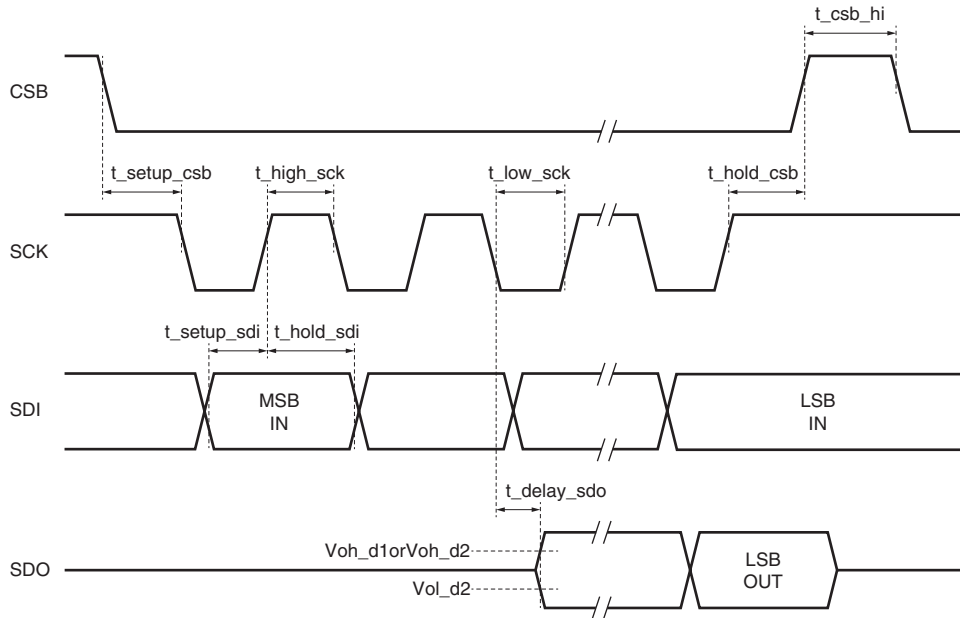 t_csb_hi
CSB
t_setup_csb
t_high_sck
t_low_sck
t_hold_csb
SCK
t_setup_sdi
t_hold_sdi
SDI
MSB
IN
LSB
IN
t_delay_sdo
Voh_d1orVoh_d2
SDO
Vol_d2
LSB
OUT